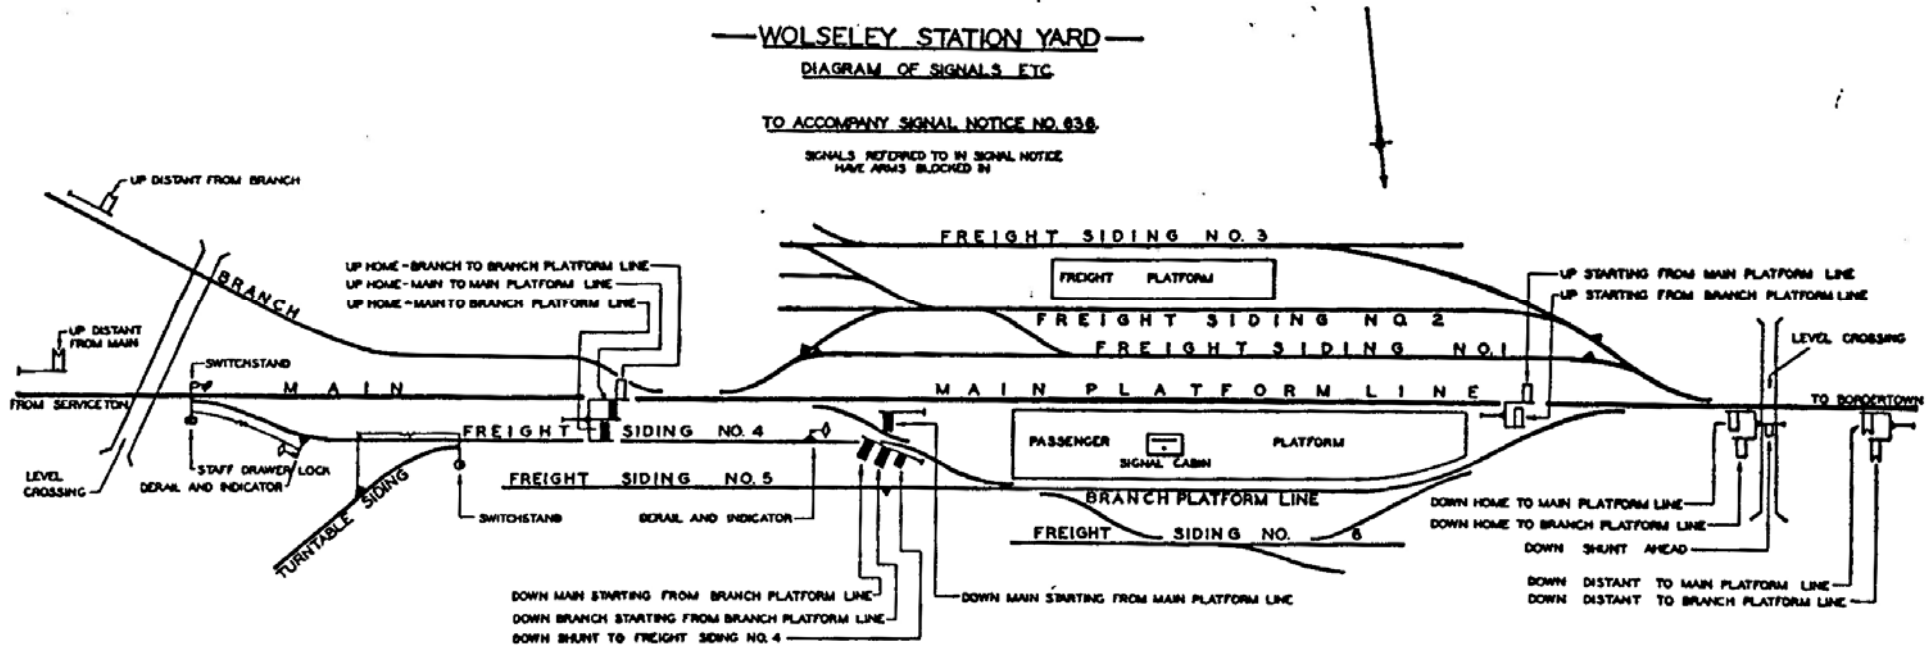 WOLSELEY STATION YARD
DIAGRAM OF SIGNALS ETC.
TO ACCOMPANY SIGNAL NOTICE NO. 636.
SIGNALS REFERRED TO IN SIGNAL NOTICE
HAVE ARMS BLOCKED IN
UP DISTANT FROM BRANCH
BRANCH
UP DISTANT
FROM MAIN
SWITCHSTAND
MAIN
FROM SERVICETON
LEVEL
CROSSING
STAFF DRAWER LOCK
DERAIL AND INDICATOR
TURNTABLE SIDING
UP HOME - BRANCH TO BRANCH PLATFORM LINE
UP HOME - MAIN TO MAIN PLATFORM LINE
UP HOME - MAIN TO BRANCH PLATFORM LINE
FREIGHT SIDING NO. 4
FREIGHT SIDING NO. 5
SWITCHSTAND
DERAIL AND INDICATOR
FREIGHT SIDING NO. 3
FREIGHT PLATFORM
FREIGHT SIDING NO. 2
FREIGHT SIDING NO. 1
MAIN PLATFORM LINE
PASSENGER PLATFORM
SIGNAL CABIN
BRANCH PLATFORM LINE
FREIGHT SIDING NO. 6
UP STARTING FROM MAIN PLATFORM LINE
UP STARTING FROM BRANCH PLATFORM LINE
LEVEL CROSSING
TO BORDERTOWN
DOWN HOME TO MAIN PLATFORM LINE
DOWN HOME TO BRANCH PLATFORM LINE
DOWN SHUNT AHEAD
DOWN DISTANT TO MAIN PLATFORM LINE
DOWN DISTANT TO BRANCH PLATFORM LINE
DOWN MAIN STARTING FROM BRANCH PLATFORM LINE
DOWN BRANCH STARTING FROM BRANCH PLATFORM LINE
DOWN SHUNT TO FREIGHT SIDING NO. 4
DOWN MAIN STARTING FROM MAIN PLATFORM LINE